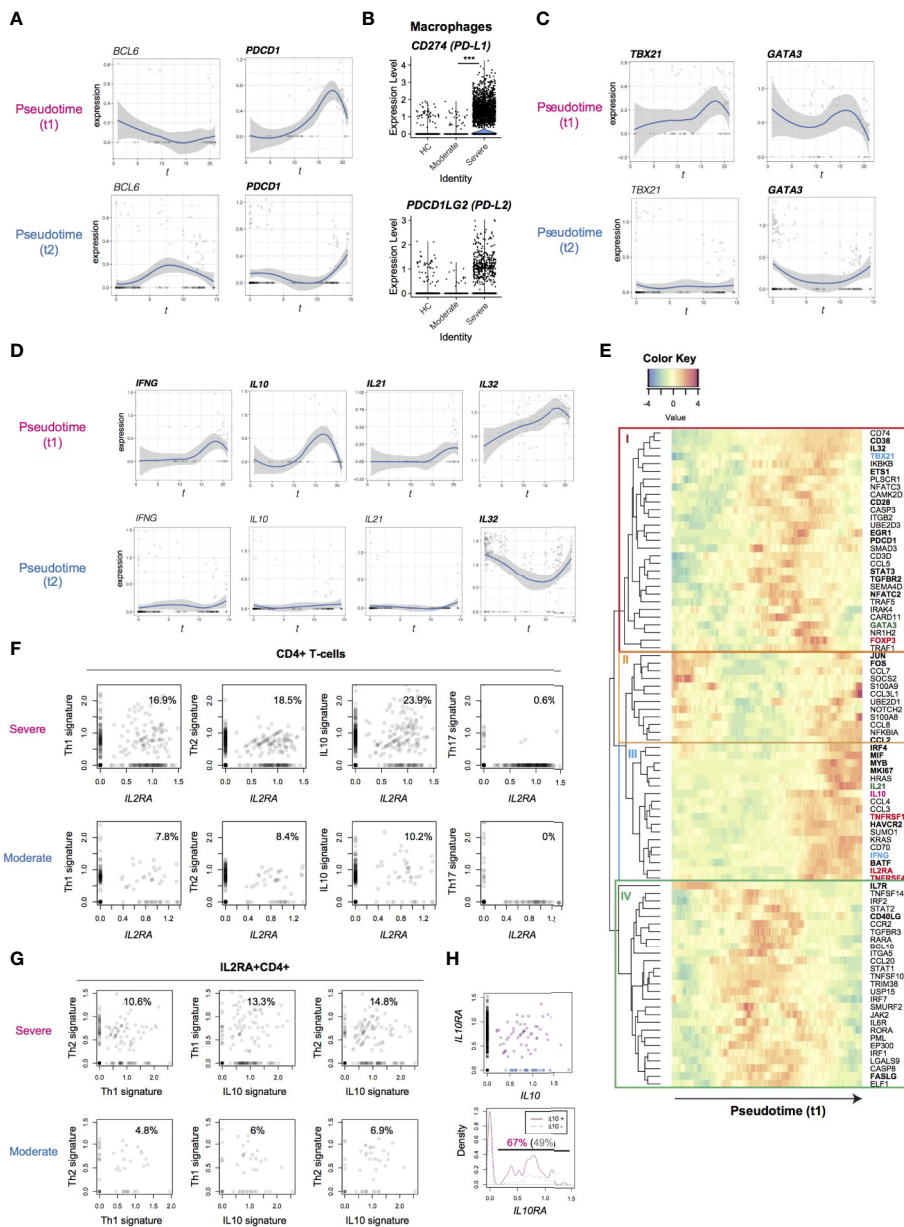 A
BCL6
PDCD1
Pseudotime
(t1)
expression
t
t
BCL6
PDCD1
Pseudotime
(t2)
expression
t
t
B
Macrophages
CD274 (PD-L1)
***
Expression Level
HC
Moderate
Severe
Identity
PDCD1LG2 (PD-L2)
Expression Level
HC
Moderate
Severe
Identity
C
TBX21
GATA3
Pseudotime
(t1)
expression
t
t
TBX21
GATA3
Pseudotime
(t2)
expression
t
t
D
IFNG
IL10
IL21
IL32
Pseudotime
(t1)
expression
t
t
t
t
IFNG
IL10
IL21
IL32
Pseudotime
(t2)
expression
t
t
t
t
E
Color Key
-4 0 4
Value
I
CD74
CD38
IL32
TBX21
IKBKB
ETS1
PLSCR1
NFATC3
CAMK2D
CD28
CASP3
ITGB2
UBE2D3
EGR1
PDCD1
SMAD3
CD3D
CCL5
STAT3
TGFBR2
SEMA4D
NFATC2
TRAF5
IRAK4
CARD11
GATA3
NR1H2
FOXP3
TRAF1
II
JUN
FOS
CCL7
SOCS2
S100A9
CCL3L1
UBE2D1
NOTCH2
S100A8
CCL8
NFKBIA
CCL2
III
IRF4
MIF
MYB
MKI67
HRAS
IL21
IL10
CCL4
CCL3
TNFRSF1
HAVCR2
SUMO1
KRAS
CD70
IFNG
BATF
IL2RA
TNFRSF4
IV
IL7R
TNFSF14
IRF2
STAT2
CD40LG
CCR2
TGFBR3
RARA
BCL10
ITGA5
CCL20
STAT1
TNFSF10
TRIM38
USP15
IRF7
SMURF2
JAK2
IL6R
RORA
PML
EP300
IRF1
LGALS9
CASP8
FASLG
ELF1
Pseudotime (t1)
F
CD4+ T-cells
Severe
Th1 signature
16.9%
IL2RA
Th2 signature
18.5%
IL2RA
IL10 signature
23.9%
IL2RA
Th17 signature
0.6%
IL2RA
Moderate
Th1 signature
7.8%
IL2RA
Th2 signature
8.4%
IL2RA
IL10 signature
10.2%
IL2RA
Th17 signature
0%
IL2RA
G
IL2RA+CD4+
Severe
Th2 signature
10.6%
Th1 signature
Th1 signature
13.3%
IL10 signature
Th2 signature
14.8%
IL10 signature
Moderate
Th2 signature
4.8%
Th1 signature
Th1 signature
6%
IL10 signature
Th2 signature
6.9%
IL10 signature
H
IL10RA
IL10
Density
IL10 +
IL10 -
67% (49%)
IL10RA